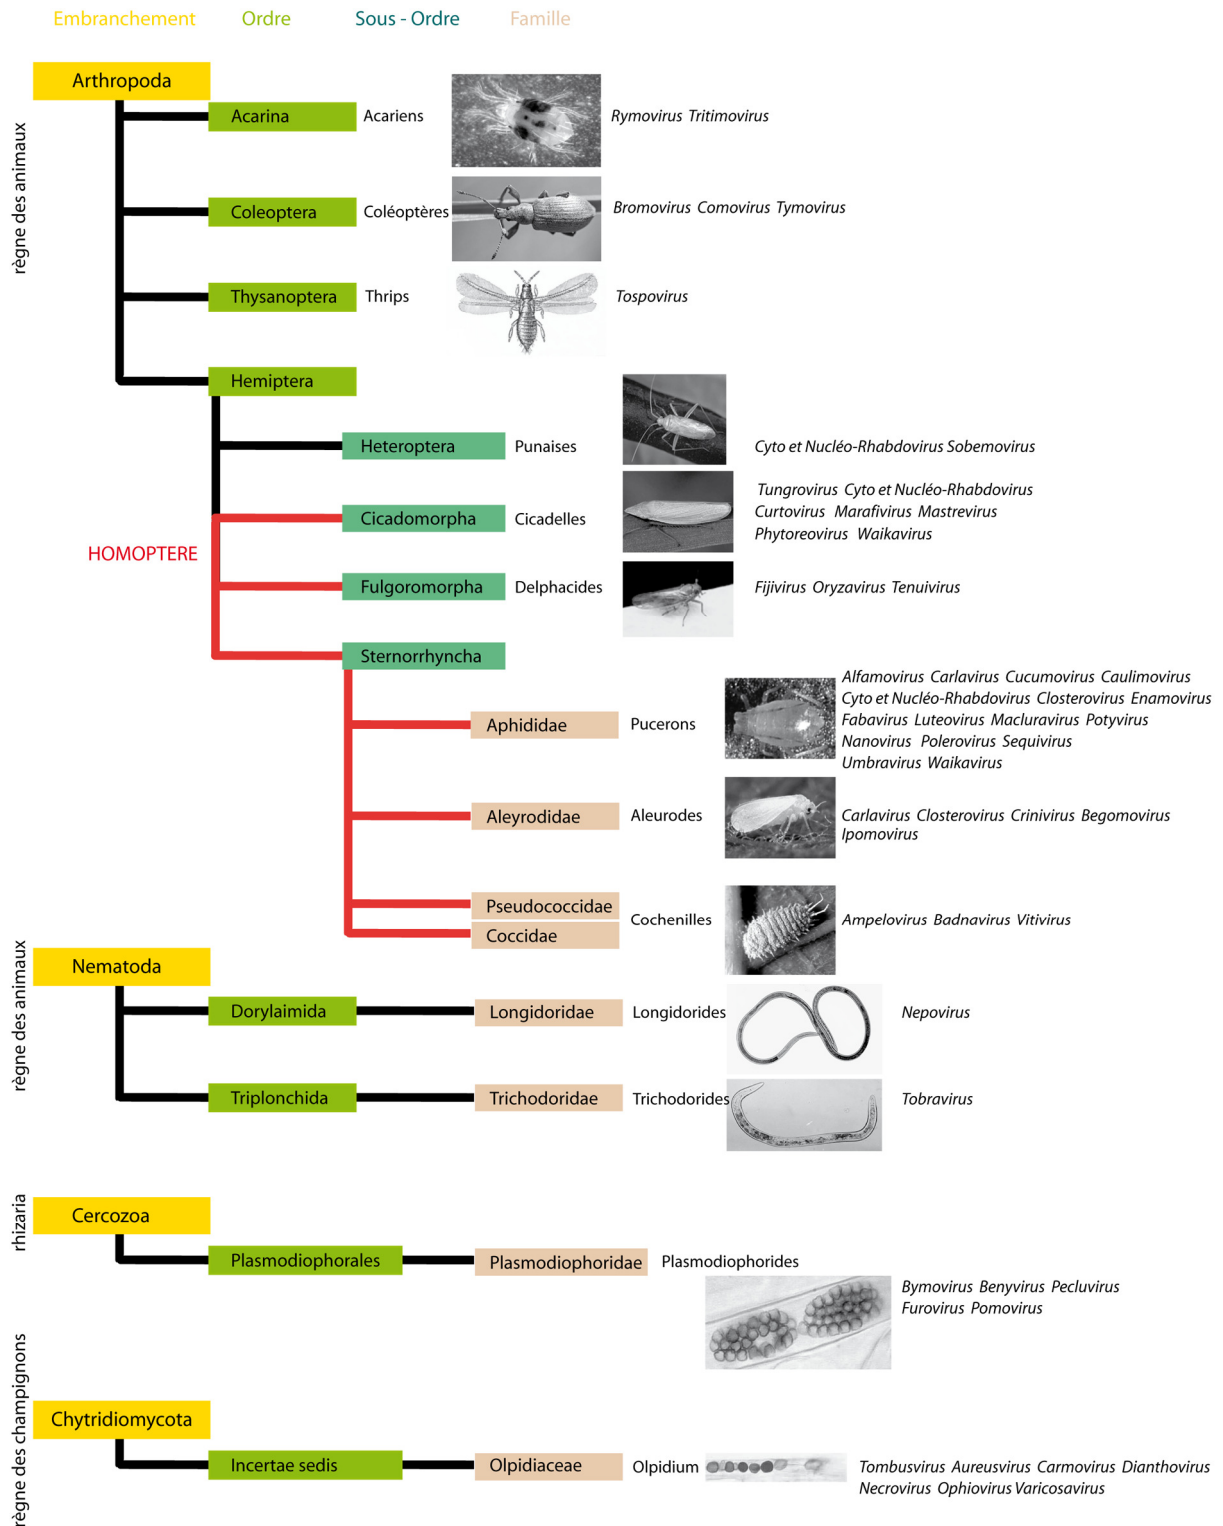 Embranchement Ordre Sous - Ordre Famille
règne des animaux
Arthropoda
Acarina Acariens Rymovirus Tritimovirus
Coleoptera Coléoptères Bromovirus Comovirus Tymovirus
Thysanoptera Thrips Tospovirus
Hemiptera
Heteroptera Punaises Cyto et Nucléo-Rhabdovirus Sobemovirus
Cicadomorpha Cicadelles
Tungrovirus Cyto et Nucléo-Rhabdovirus
Curtovirus Marafivirus Mastrevirus
Phytoreovirus Waikavirus
HOMOPTERE
Fulgoromorpha Delphacides Fijivirus Oryzavirus Tenuivirus
Sternorrhyncha
Aphididae Pucerons
Alfamovirus Carlavirus Cucumovirus Caulimovirus
Cyto et Nucléo-Rhabdovirus Closterovirus Enamovirus
Fabavirus Luteovirus Macluravirus Potyvirus
Nanovirus Polerovirus Sequivirus
Umbravirus Waikavirus
Aleyrodidae Aleurodes
Carlavirus Closterovirus Crinivirus Begomovirus
Ipomovirus
Pseudococcidae
Coccidae
Cochenilles Ampelovirus Badnavirus Vitivirus
règne des animaux
Nematoda
Dorylaimida Longidoridae Longidorides Nepovirus
Triplonchida Trichodoridae Trichodorides Tobravirus
rhizaria
Cercozoa
Plasmodiophorales Plasmodiophoridae Plasmodiophorides
Bymovirus Benyvirus Pecluvirus
Furovirus Pomovirus
règne des champignons
Chytridiomycota
Incertae sedis Olpidiaceae Olpidium
Tombusvirus Aureusvirus Carmovirus Dianthovirus
Necrovirus Ophiovirus Varicosavirus